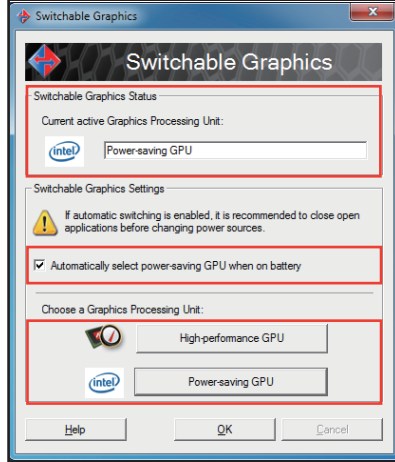 Switchable Graphics
Switchable Graphics
Switchable Graphics Status
Current active Graphics Processing Unit:
intel
Power-saving GPU
Switchable Graphics Settings
If automatic switching is enabled, it is recommended to close open
applications before changing power sources.
Automatically select power-saving GPU when on battery
Choose a Graphics Processing Unit:
High-performance GPU
intel
Power-saving GPU
Help
OK
Cancel